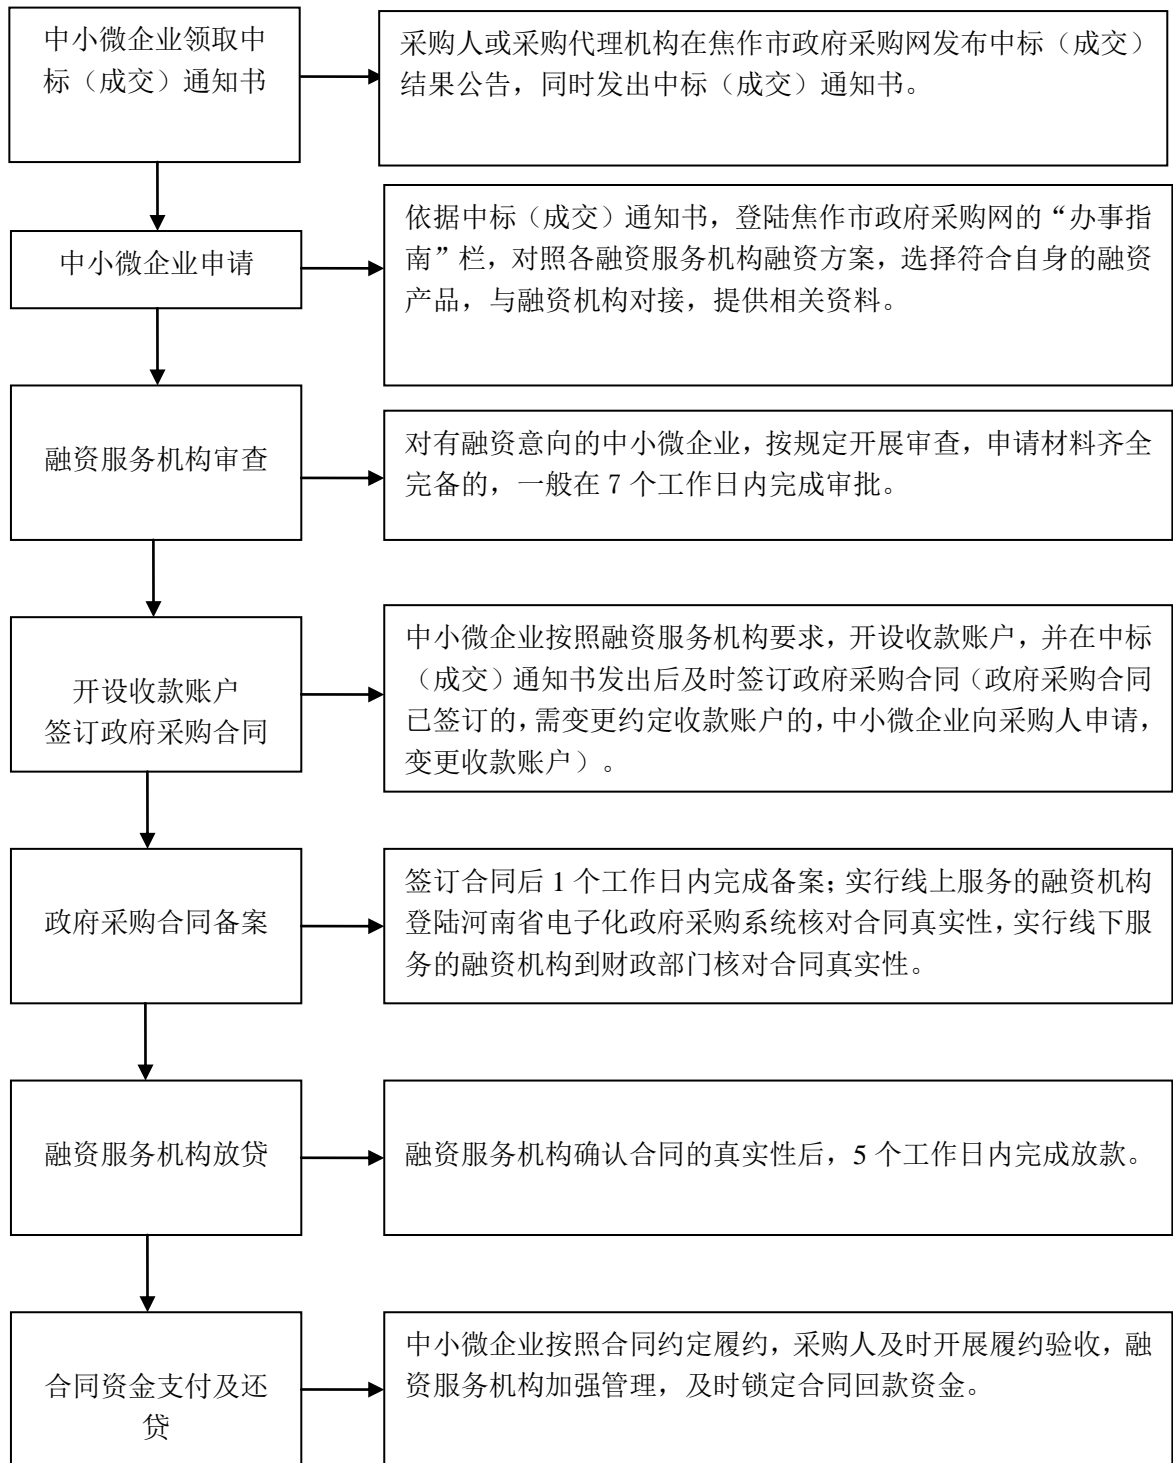 中小微企业领取中
标（成交）通知书
采购人或采购代理机构在焦作市政府采购网发布中标（成交）
结果公告，同时发出中标（成交）通知书。
中小微企业申请
依据中标（成交）通知书，登陆焦作市政府采购网的“办事指
南”栏，对照各融资服务机构融资方案，选择符合自身的融资
产品，与融资机构对接，提供相关资料。
融资服务机构审查
对有融资意向的中小微企业，按规定开展审查，申请材料齐全
完备的，一般在 7 个工作日内完成审批。
开设收款账户
签订政府采购合同
中小微企业按照融资服务机构要求，开设收款账户，并在中标
（成交）通知书发出后及时签订政府采购合同（政府采购合同
已签订的，需变更约定收款账户的，中小微企业向采购人申请，
变更收款账户）。
政府采购合同备案
签订合同后 1 个工作日内完成备案；实行线上服务的融资机构
登陆河南省电子化政府采购系统核对合同真实性，实行线下服
务的融资机构到财政部门核对合同真实性。
融资服务机构放贷
融资服务机构确认合同的真实性后，5 个工作日内完成放款。
合同资金支付及还
贷
中小微企业按照合同约定履约，采购人及时开展履约验收，融
资服务机构加强管理，及时锁定合同回款资金。